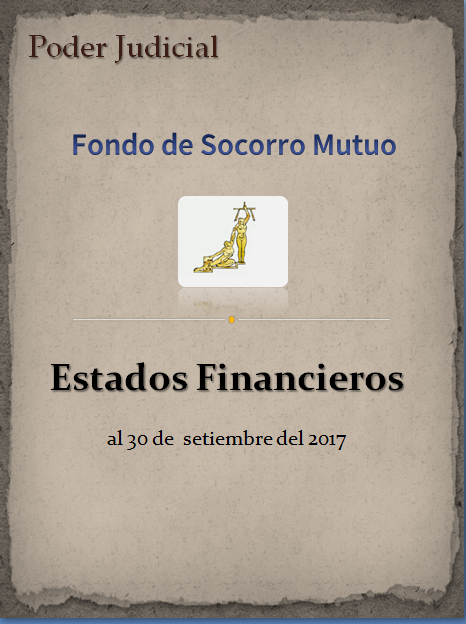 Poder Judicial
Fondo de Socorro Mutuo
Estados Financieros
al 30 de  setiembre del 2017